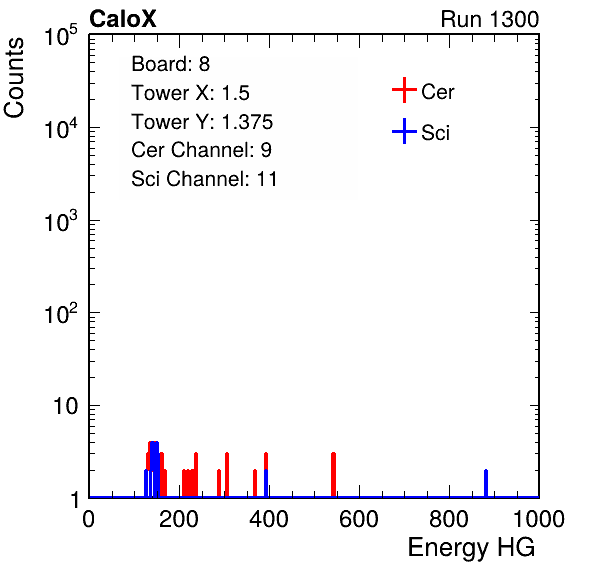 CaloX
Run 1300
Counts
Board: 8
Tower X: 1.5
Tower Y: 1.375
Cer Channel: 9
Sci Channel: 11
Cer
Sci
10^5
10^4
10^3
10^2
10
1
0 200 400 600 800 1000
Energy HG